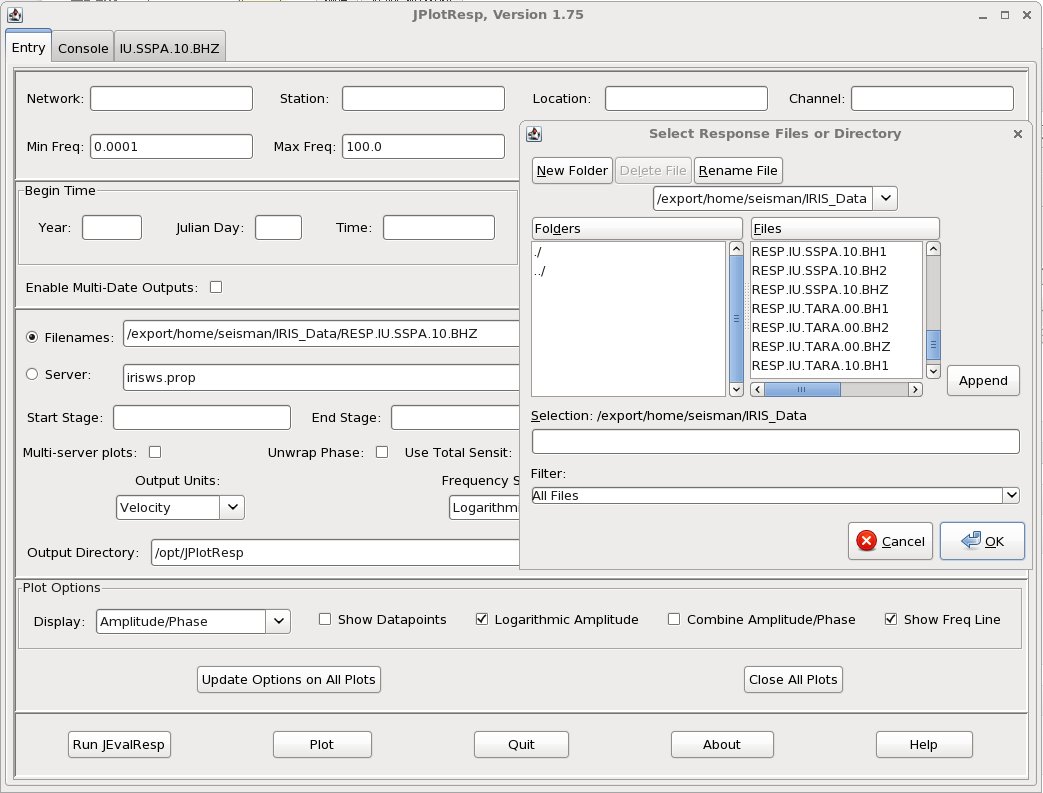 JPlotResp, Version 1.75
Entry Console IU.SSPA.10.BHZ
Network: Station: Location: Channel:
Min Freq: 0.0001 Max Freq: 100.0
Begin Time
Year: Julian Day: Time:
Enable Multi-Date Outputs:
Filenames: /export/home/seisman/IRIS_Data/RESP.IU.SSPA.10.BHZ
Server: irisws.prop
Start Stage: End Stage:
Multi-server plots: Unwrap Phase: Use Total Sensit:
Output Units: Frequency S
Velocity Logarithmi
Output Directory: /opt/JPlotResp
Select Response Files or Directory
New Folder Delete File Rename File
/export/home/seisman/IRIS_Data
Folders Files
./
../
RESP.IU.SSPA.10.BH1
RESP.IU.SSPA.10.BH2
RESP.IU.SSPA.10.BHZ
RESP.IU.TARA.00.BH1
RESP.IU.TARA.00.BH2
RESP.IU.TARA.00.BHZ
RESP.IU.TARA.10.BH1
Append
Selection: /export/home/seisman/IRIS_Data
Filter:
All Files
Cancel OK
Plot Options
Display: Amplitude/Phase Show Datapoints Logarithmic Amplitude Combine Amplitude/Phase Show Freq Line
Update Options on All Plots Close All Plots
Run JEvalResp Plot Quit About Help